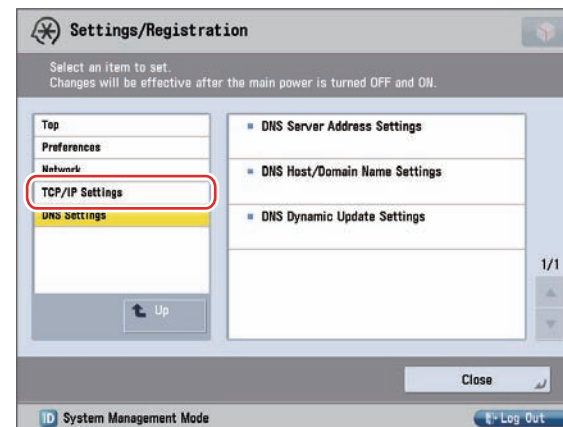 Settings/Registration
Select an item to set.
Changes will be effective after the main power is turned OFF and ON.
Top
Preferences
Network
TCP/IP Settings
DNS Settings
Up
DNS Server Address Settings
DNS Host/Domain Name Settings
DNS Dynamic Update Settings
1/1
Close
ID System Management Mode
Log Out